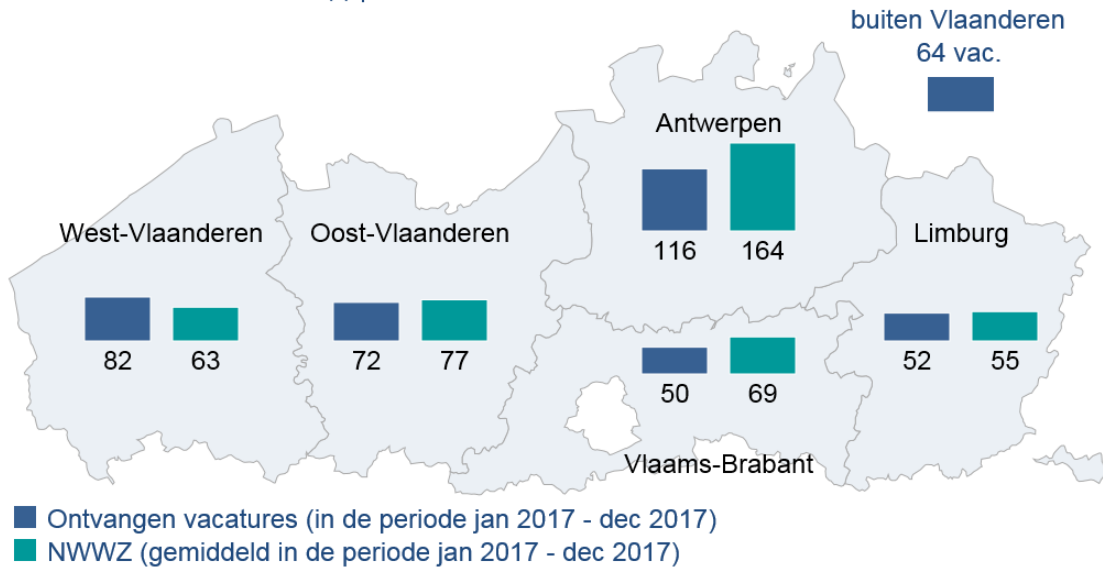 buiten Vlaanderen
64 vac.
Antwerpen
116 164
West-Vlaanderen
82 63
Oost-Vlaanderen
72 77
Limburg
52 55
50 69
Vlaams-Brabant
Ontvangen vacatures (in de periode jan 2017 - dec 2017)
NWWZ (gemiddeld in de periode jan 2017 - dec 2017)